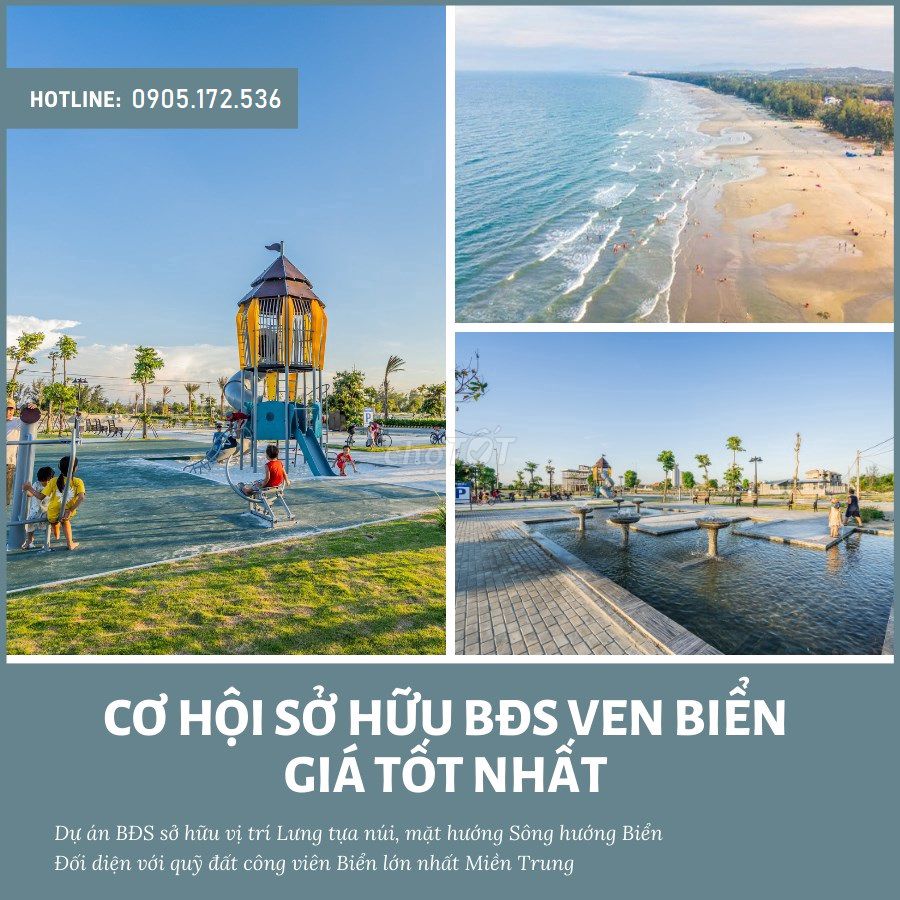 HOTLINE: 0905.172.536
P
choTỐT
P
CƠ HỘI SỞ HỮU BĐS VEN BIỂN
GIÁ TỐT NHẤT
Dự án BĐS sở hữu vị trí Lưng tựa núi, mặt hướng Sông hướng Biển
Đối diện với quỹ đất công viên Biển lớn nhất Miền Trung